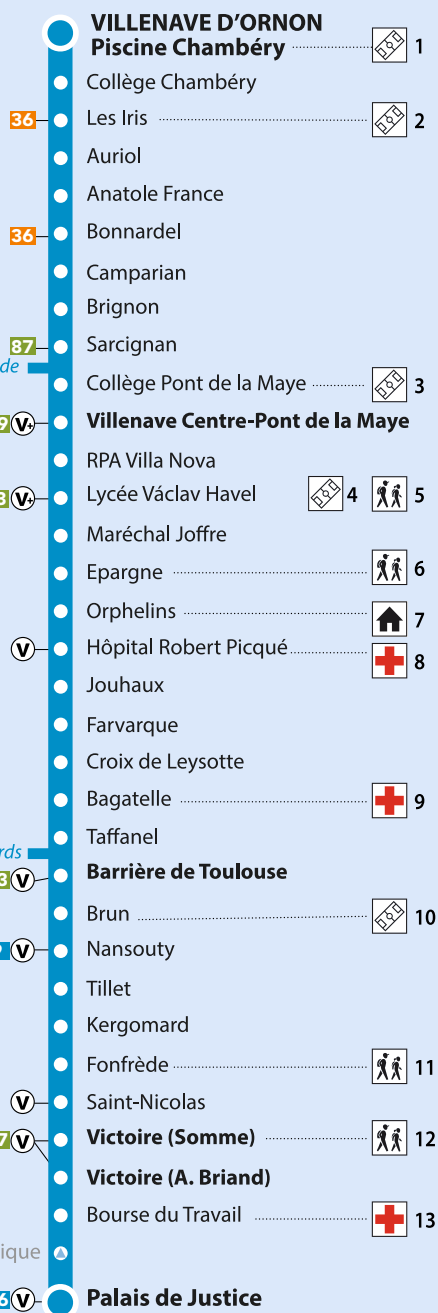 VILLENAVE D'ORNON
Piscine Chambéry 1
Collège Chambéry
36 Les Iris 2
Auriol
Anatole France
36 Bonnardel
Camparian
Brignon
87 Sarcignan
de
Collège Pont de la Maye 3
9 V+ Villenave Centre-Pont de la Maye
RPA Villa Nova
V+ Lycée Václav Havel 4 5
Maréchal Joffre
Epargne 6
Orphelins 7
V Hôpital Robert Picqué 8
Jouhaux
Farvarque
Croix de Leysotte
Bagatelle 9
Taffanel
rds
3 V Barrière de Toulouse
Brun 10
V Nansouty
Tillet
Kergomard
Fonfrède 11
V Saint-Nicolas
7 V Victoire (Somme) 12
Victoire (A. Briand)
Bourse du Travail 13
ique
6 V Palais de Justice